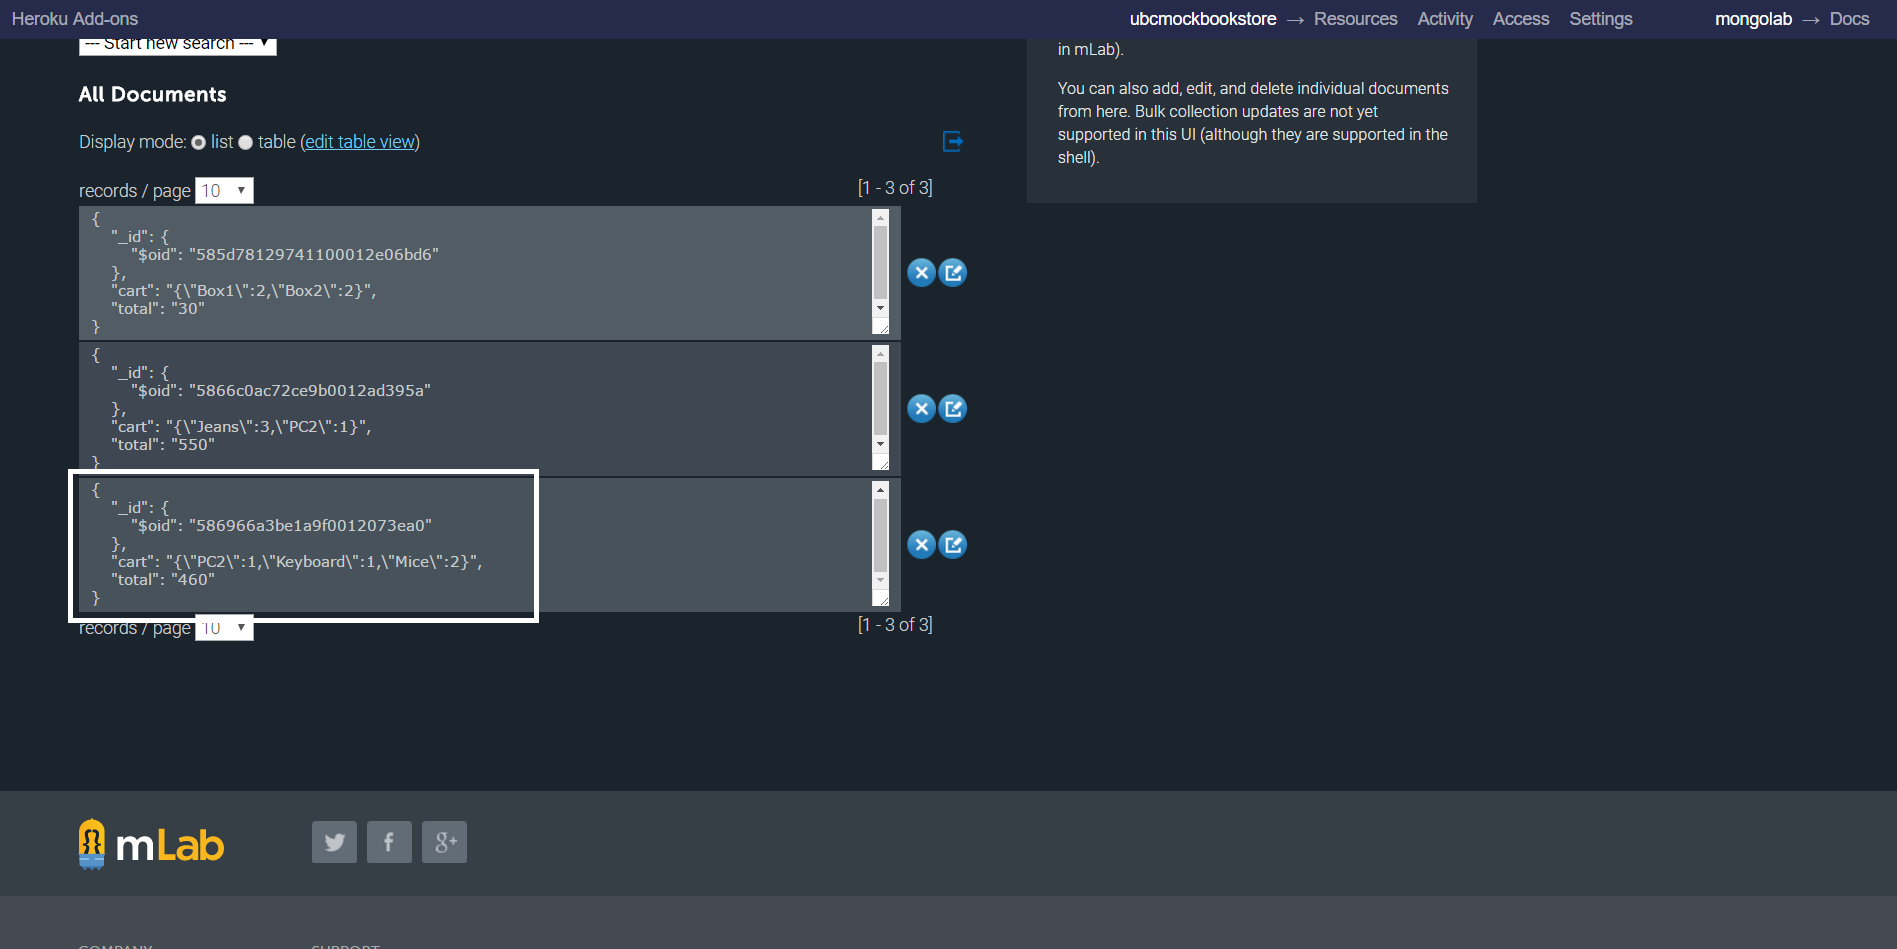 Heroku Add-ons
ubcmockbookstore → Resources Activity Access Settings mongolab → Docs
--- Start new search ---
in mLab).
All Documents
You can also add, edit, and delete individual documents
from here. Bulk collection updates are not yet
supported in this UI (although they are supported in the
shell).
Display mode: list table (edit table view)
records / page 10
[1 - 3 of 3]
{
"_id": {
"$oid": "585d78129741100012e06bd6"
},
"cart": "{\"Box1\":2,\"Box2\":2}",
"total": "30"
}
{
"_id": {
"$oid": "5866c0ac72ce9b0012ad395a"
},
"cart": "{\"Jeans\":3,\"PC2\":1}",
"total": "550"
}
{
"_id": {
"$oid": "586966a3be1a9f0012073ea0"
},
"cart": "{\"PC2\":1,\"Keyboard\":1,\"Mice\":2}",
"total": "460"
}
records / page 10
[1 - 3 of 3]
mLab
f
g+
COMPANY
SUPPORT